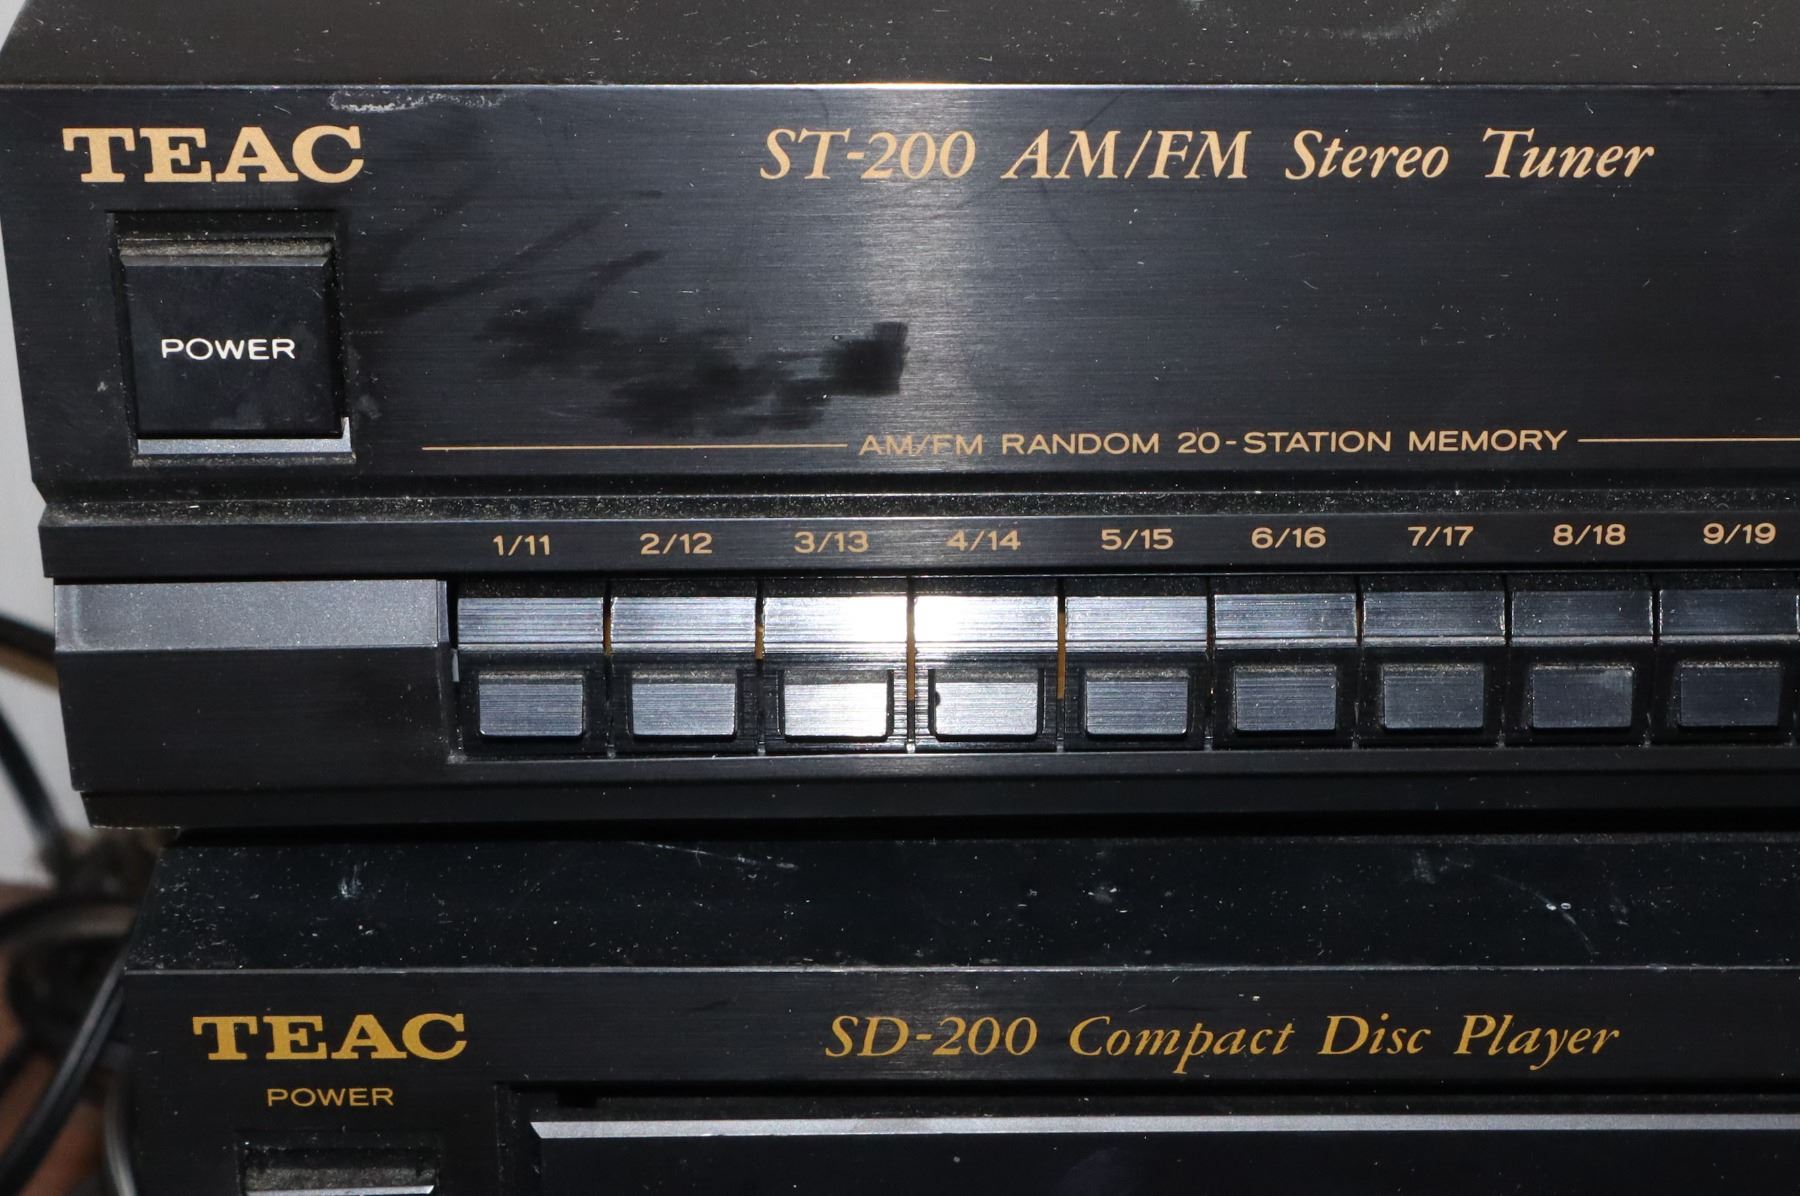 TEAC
ST-200 AM/FM Stereo Tuner
POWER
AM/FM RANDOM 20-STATION MEMORY
1/11 2/12 3/13 4/14 5/15 6/16 7/17 8/18 9/19
TEAC
SD-200 Compact Disc Player
POWER